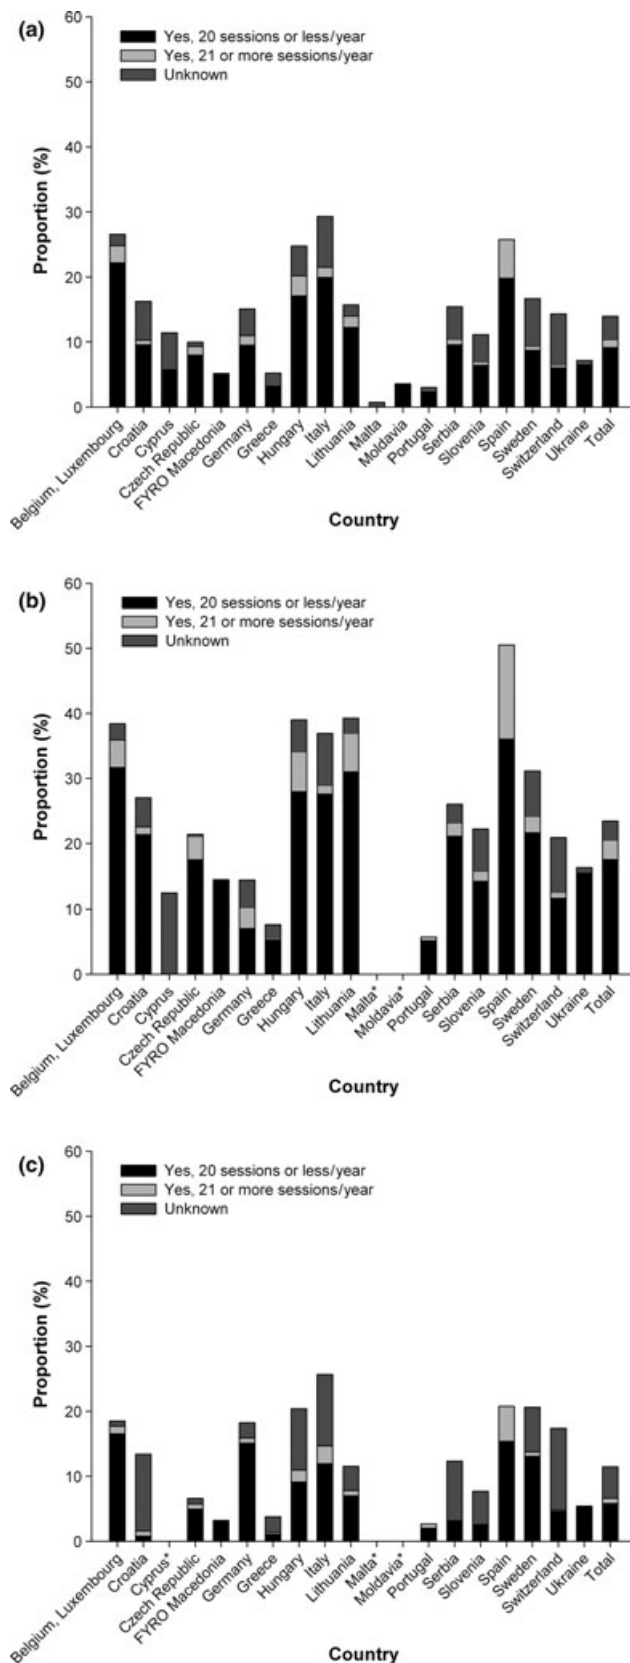 (a)
Yes, 20 sessions or less/year
Yes, 21 or more sessions/year
Unknown
60
50
40
30
20
10
0
Proportion (%)
Belgium, Luxembourg
Croatia
Cyprus
Czech Republic
FYRO Macedonia
Germany
Greece
Hungary
Italy
Lithuania
Malta
Moldavia
Portugal
Serbia
Slovenia
Spain
Sweden
Switzerland
Ukraine
Total
Country
(b)
Yes, 20 sessions or less/year
Yes, 21 or more sessions/year
Unknown
60
50
40
30
20
10
0
Proportion (%)
Belgium, Luxembourg
Croatia
Cyprus
Czech Republic
FYRO Macedonia
Germany
Greece
Hungary
Italy
Lithuania
Malta*
Moldavia*
Portugal
Serbia
Slovenia
Spain
Sweden
Switzerland
Ukraine
Total
Country
(c)
Yes, 20 sessions or less/year
Yes, 21 or more sessions/year
Unknown
60
50
40
30
20
10
0
Proportion (%)
Belgium, Luxembourg
Croatia
Cyprus*
Czech Republic
FYRO Macedonia
Germany
Greece
Hungary
Italy
Lithuania
Malta*
Moldavia*
Portugal
Serbia
Slovenia
Spain
Sweden
Switzerland
Ukraine
Total
Country